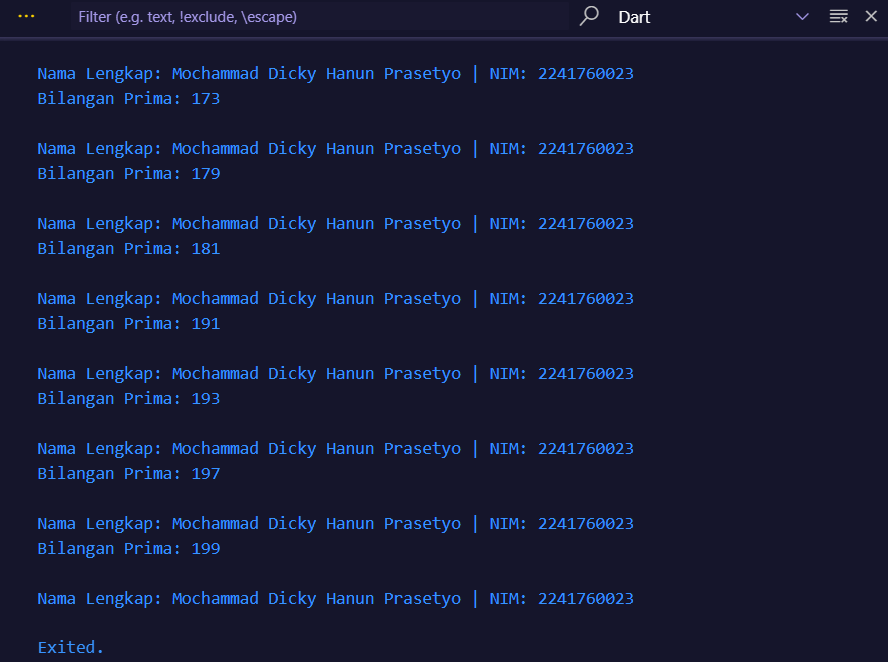 Filter (e.g. text, !exclude, \escape)
Dart
Nama Lengkap: Mochammad Dicky Hanun Prasetyo | NIM: 2241760023
Bilangan Prima: 173
Nama Lengkap: Mochammad Dicky Hanun Prasetyo | NIM: 2241760023
Bilangan Prima: 179
Nama Lengkap: Mochammad Dicky Hanun Prasetyo | NIM: 2241760023
Bilangan Prima: 181
Nama Lengkap: Mochammad Dicky Hanun Prasetyo | NIM: 2241760023
Bilangan Prima: 191
Nama Lengkap: Mochammad Dicky Hanun Prasetyo | NIM: 2241760023
Bilangan Prima: 193
Nama Lengkap: Mochammad Dicky Hanun Prasetyo | NIM: 2241760023
Bilangan Prima: 197
Nama Lengkap: Mochammad Dicky Hanun Prasetyo | NIM: 2241760023
Bilangan Prima: 199
Nama Lengkap: Mochammad Dicky Hanun Prasetyo | NIM: 2241760023
Exited.